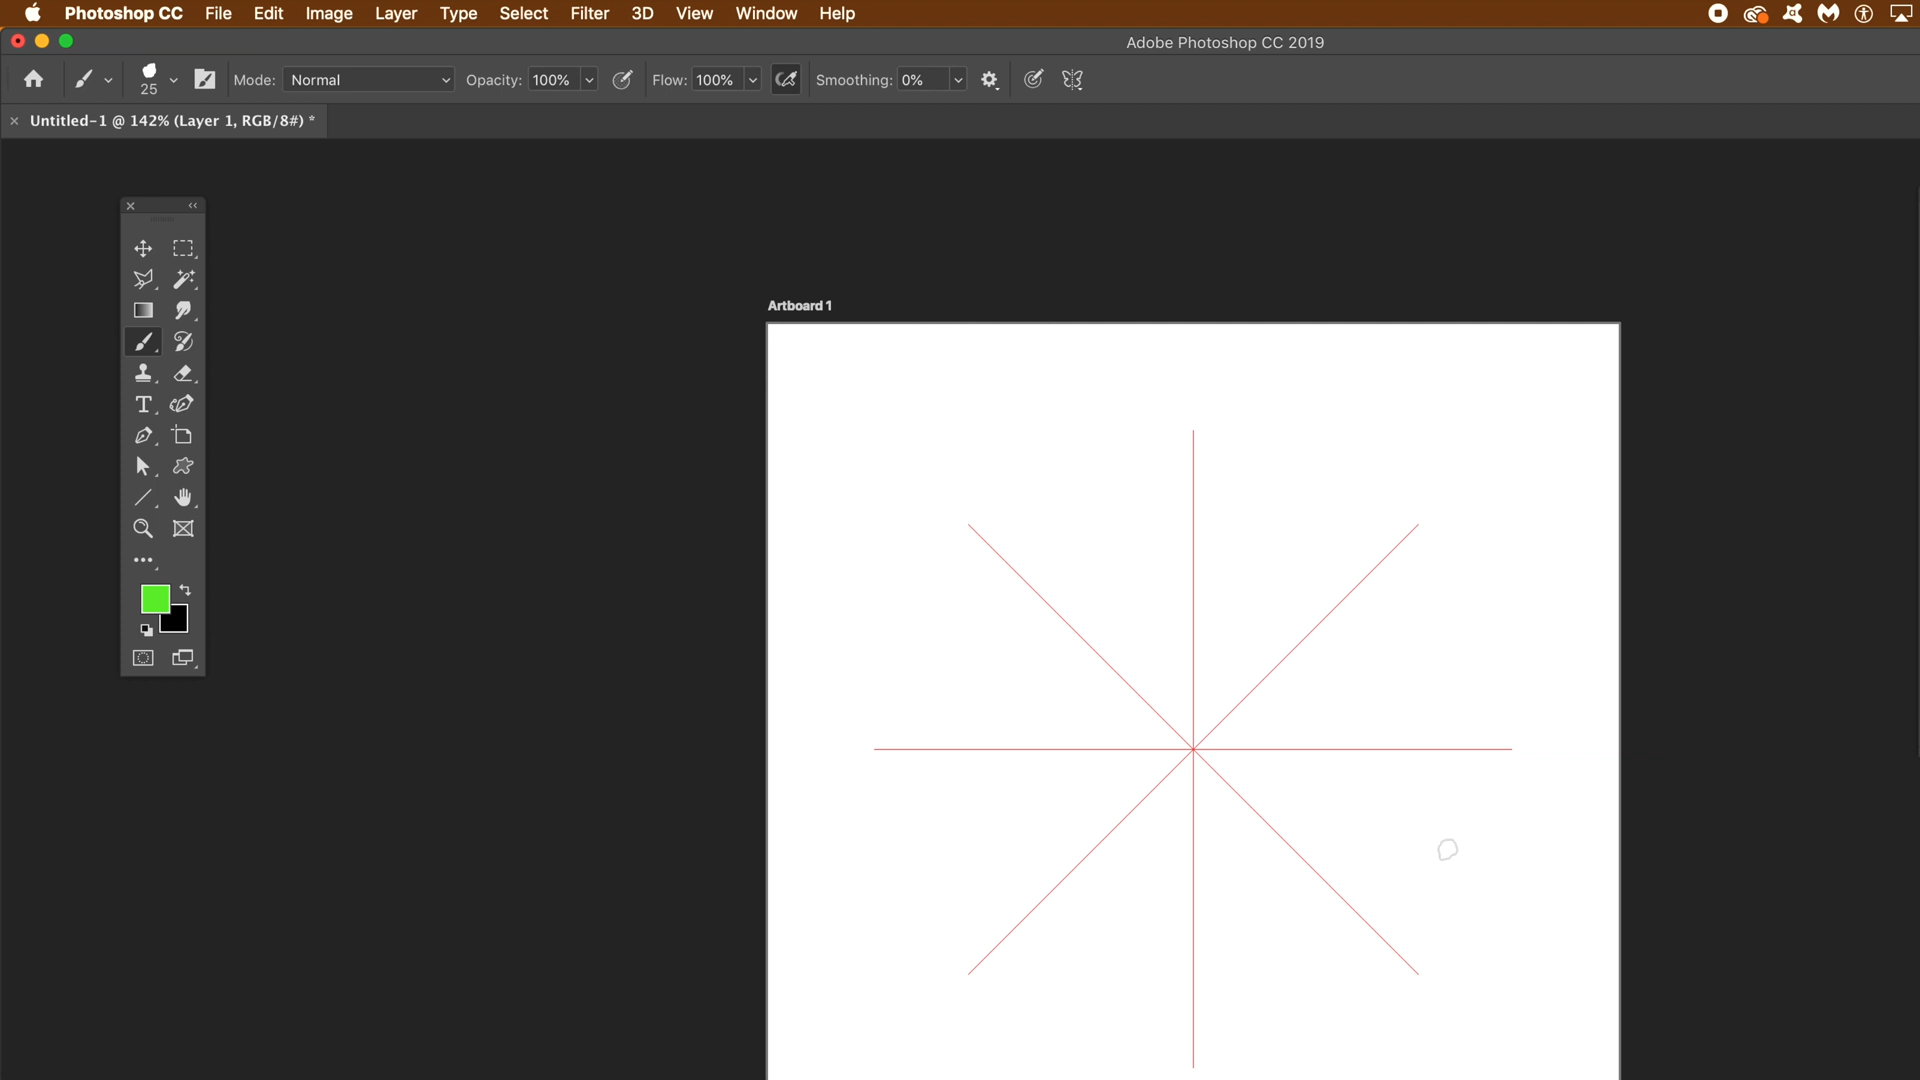 Photoshop CC File Edit Image Layer Type Select Filter 3D View Window Help
Adobe Photoshop CC 2019
25 Mode: Normal Opacity: 100% Flow: 100% Smoothing: 0%
Untitled-1 @ 142% (Layer 1, RGB/8#) *
Artboard 1